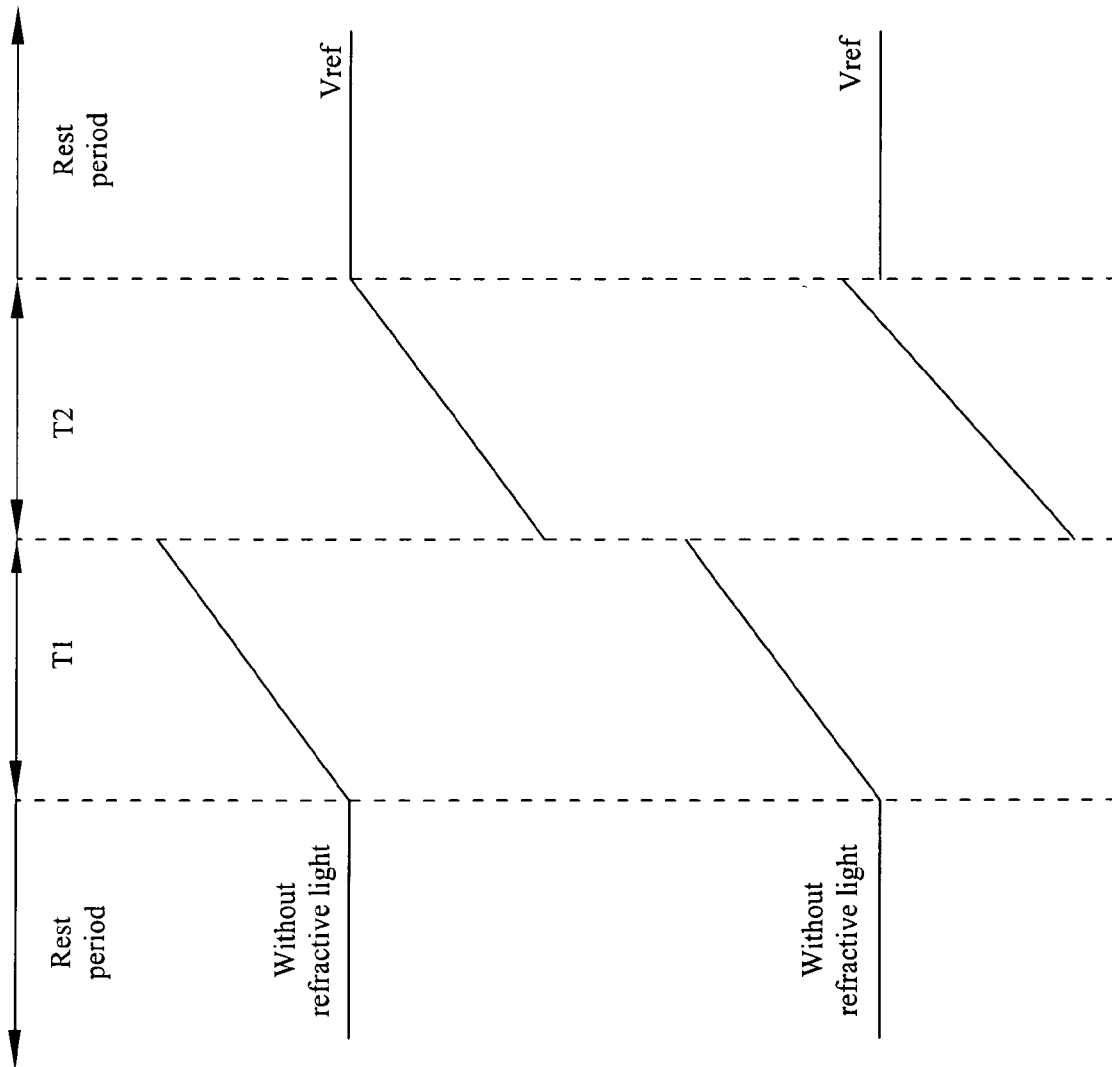 Rest
period
T1
T2
Rest
period
Without
refractive light
Vref
Without
refractive light
Vref